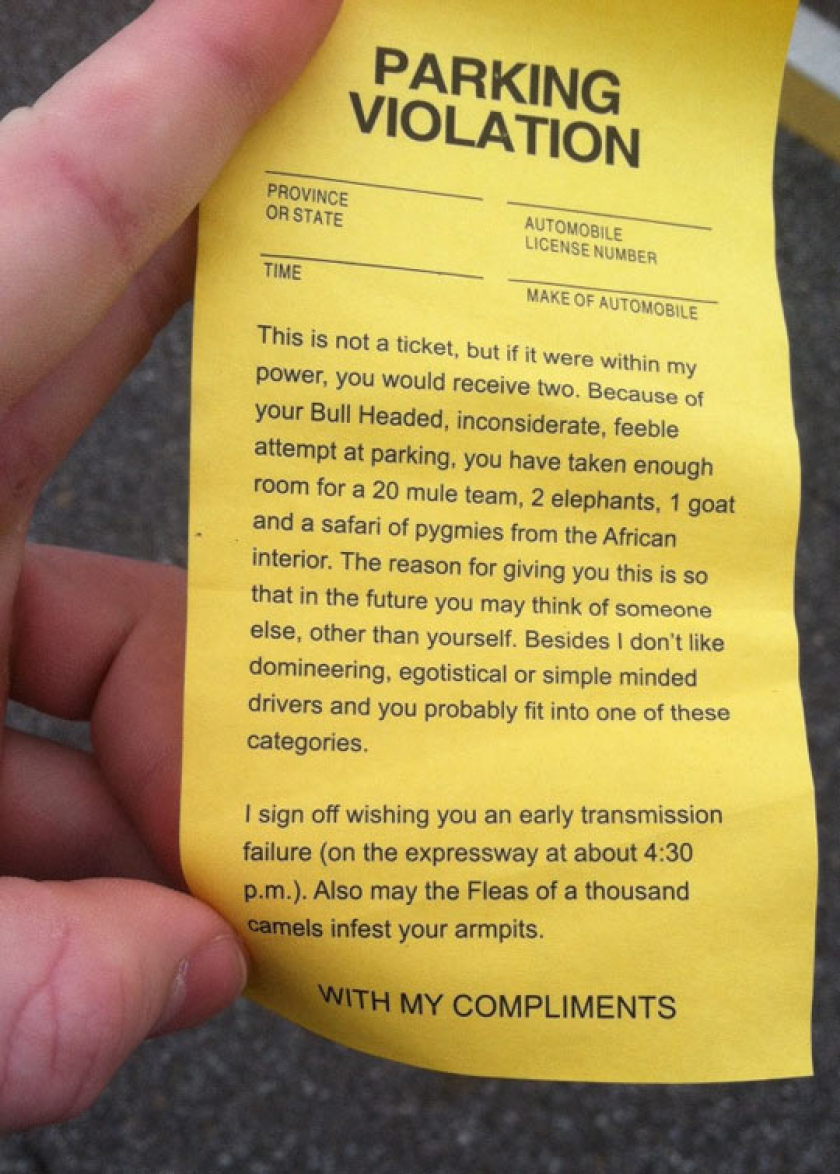 PARKING
VIOLATION
PROVINCE
OR STATE
AUTOMOBILE
LICENSE NUMBER
TIME
MAKE OF AUTOMOBILE
This is not a ticket, but if it were within my
power, you would receive two. Because of
your Bull Headed, inconsiderate, feeble
attempt at parking, you have taken enough
room for a 20 mule team, 2 elephants, 1 goat
and a safari of pygmies from the African
interior. The reason for giving you this is so
that in the future you may think of someone
else, other than yourself. Besides I don't like
domineering, egotistical or simple minded
drivers and you probably fit into one of these
categories.
I sign off wishing you an early transmission
failure (on the expressway at about 4:30
p.m.). Also may the Fleas of a thousand
camels infest your armpits.
WITH MY COMPLIMENTS